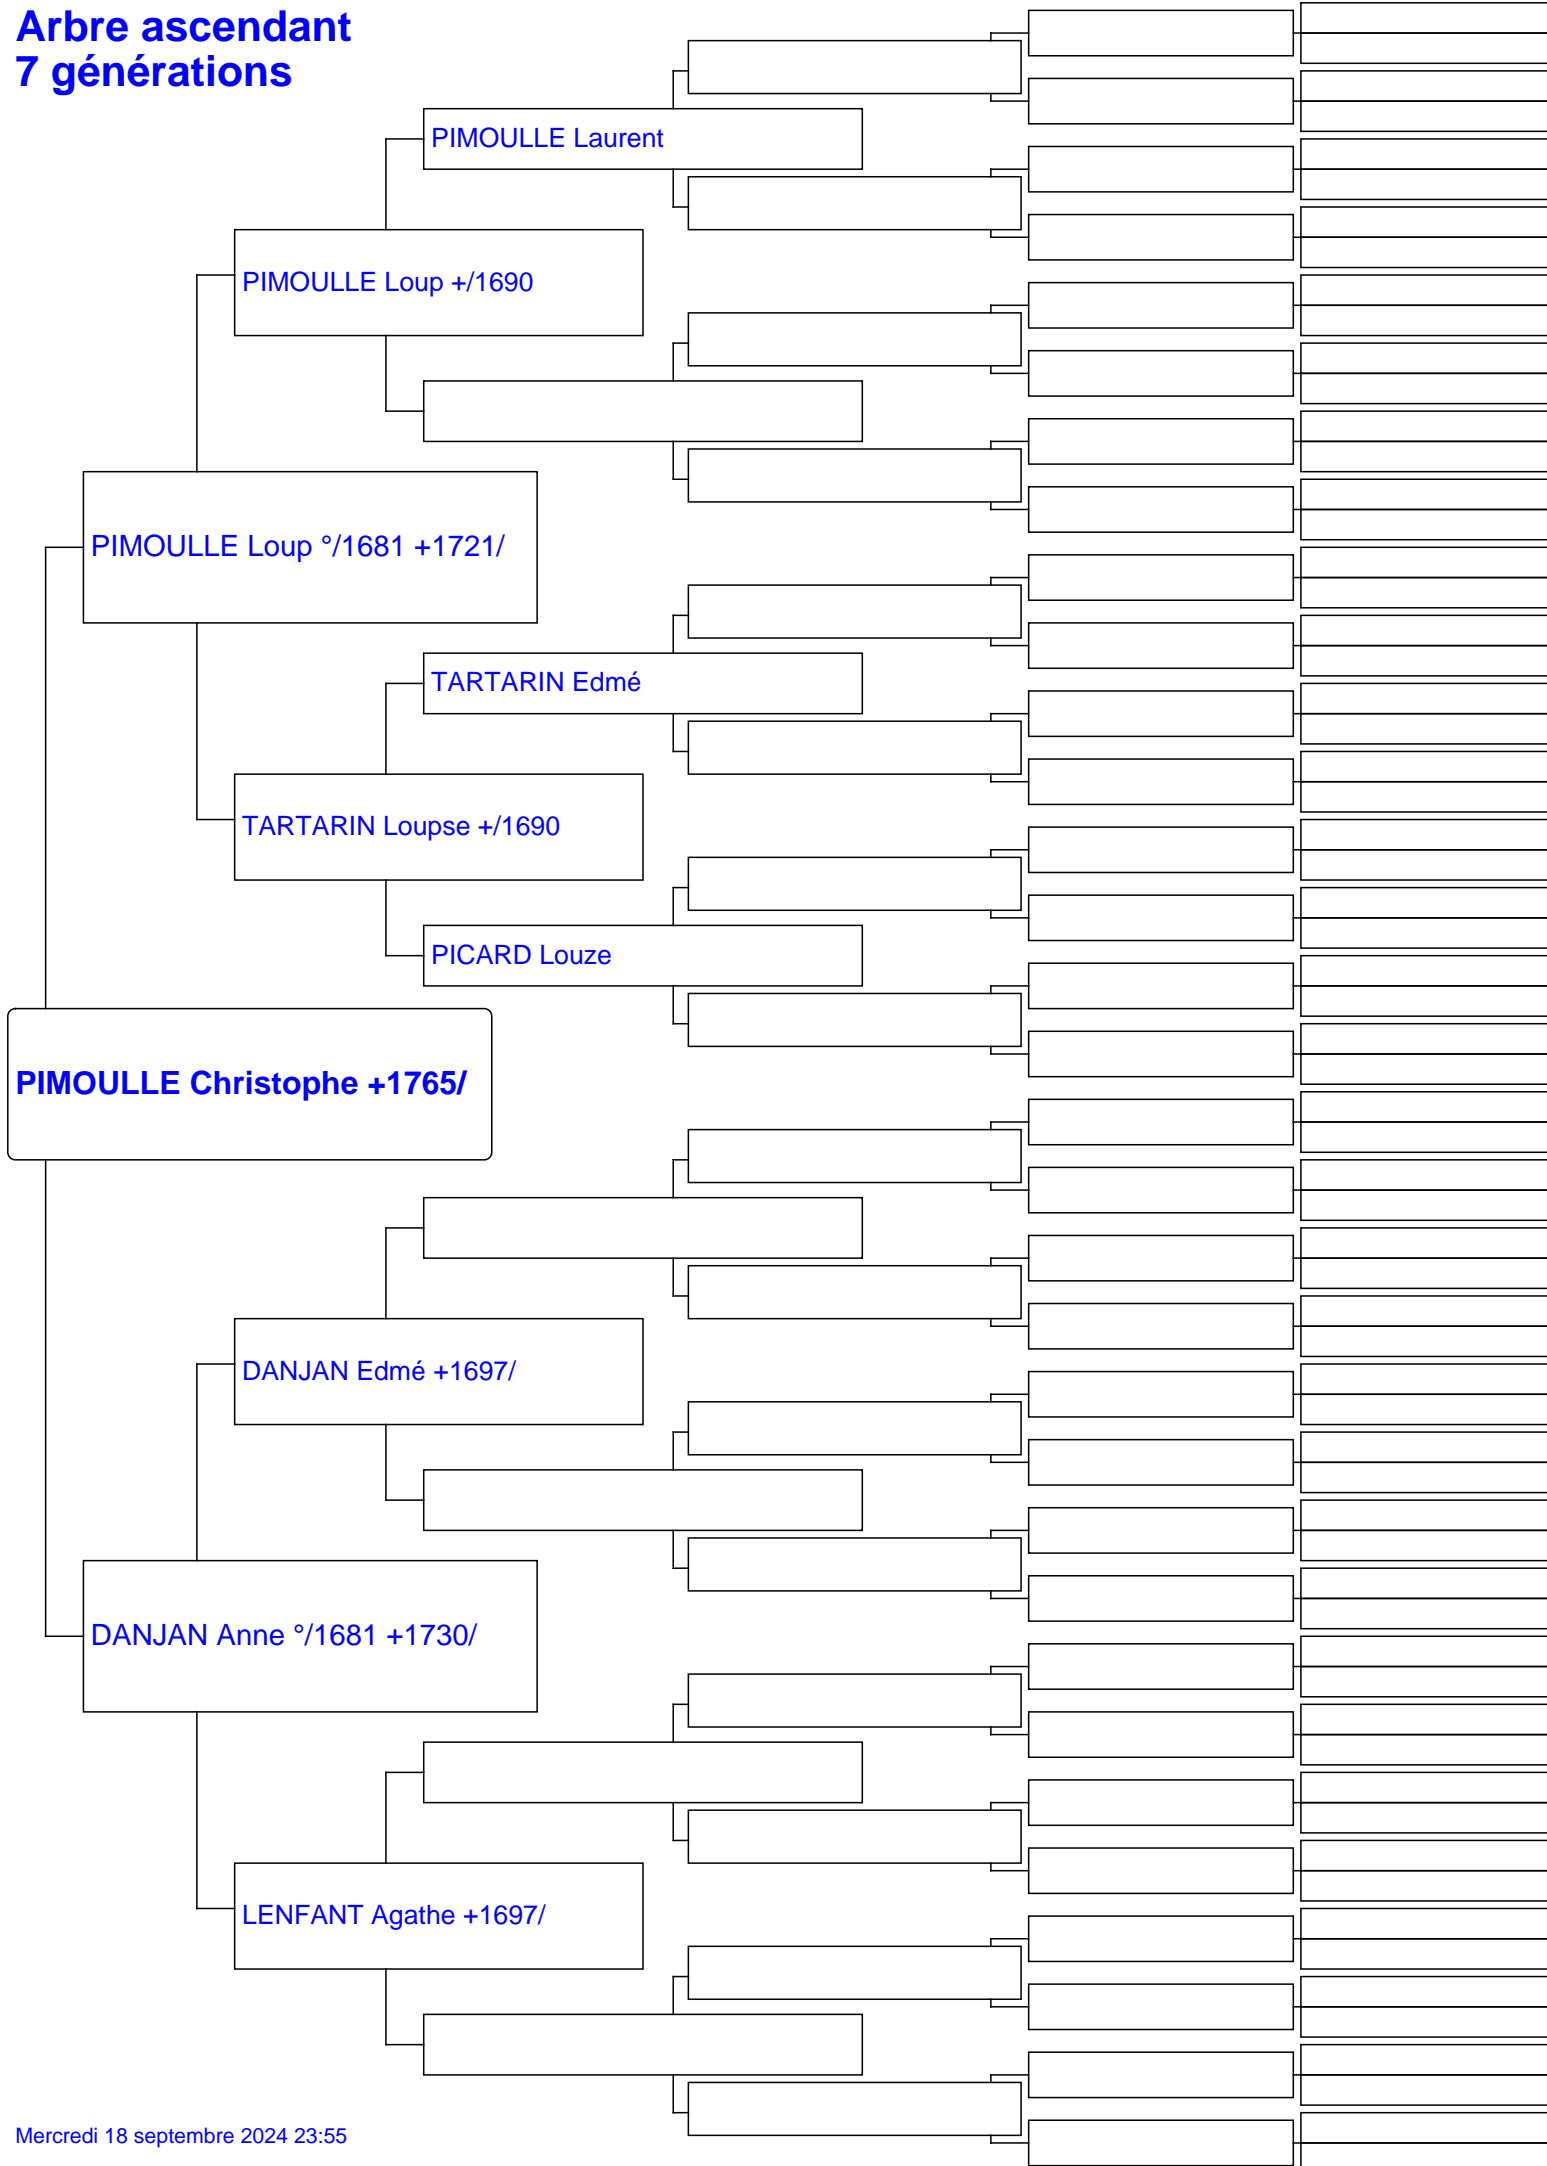 Arbre ascendant
7 générations
PIMOULLE Laurent
PIMOULLE Loup +/1690
PIMOULLE Loup °/1681 +1721/
TARTARIN Edmé
TARTARIN Loupse +/1690
PICARD Louze
PIMOULLE Christophe +1765/
DANJAN Edmé +1697/
DANJAN Anne °/1681 +1730/
LENFANT Agathe +1697/
Mercredi 18 septembre 2024 23:55